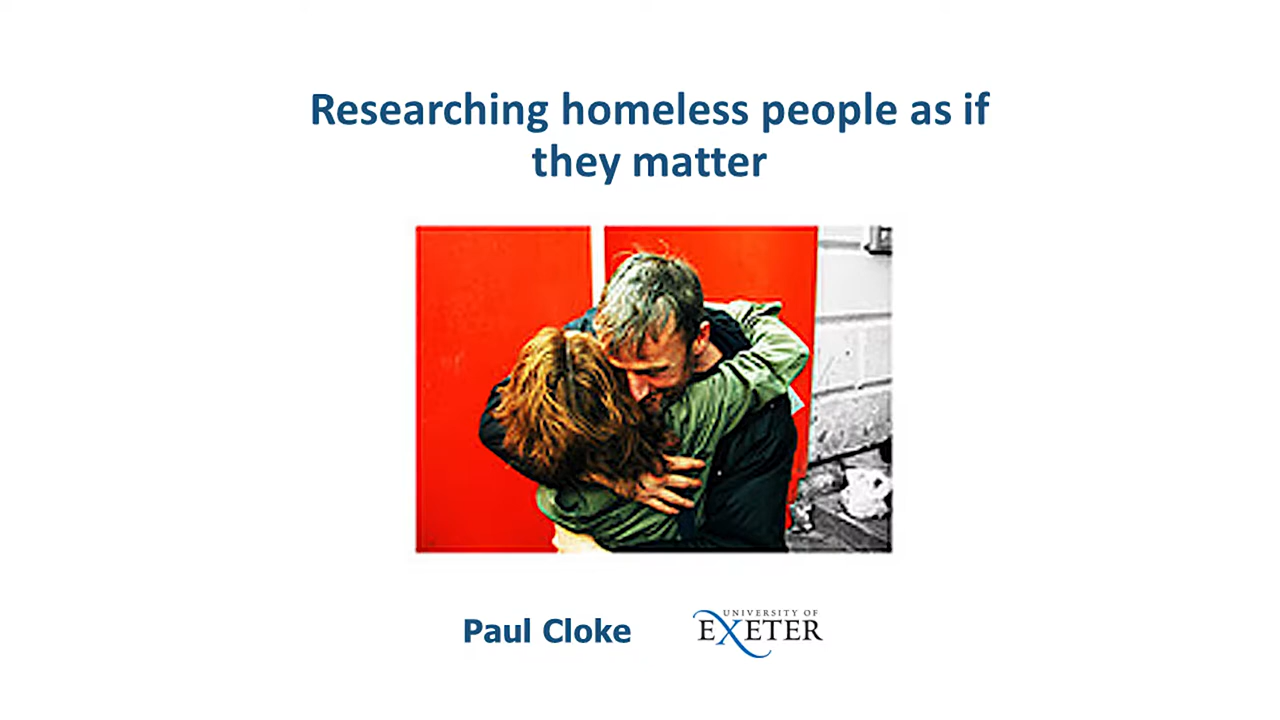 Researching homeless people as if
they matter
Paul Cloke
UNIVERSITY OF
EXETER